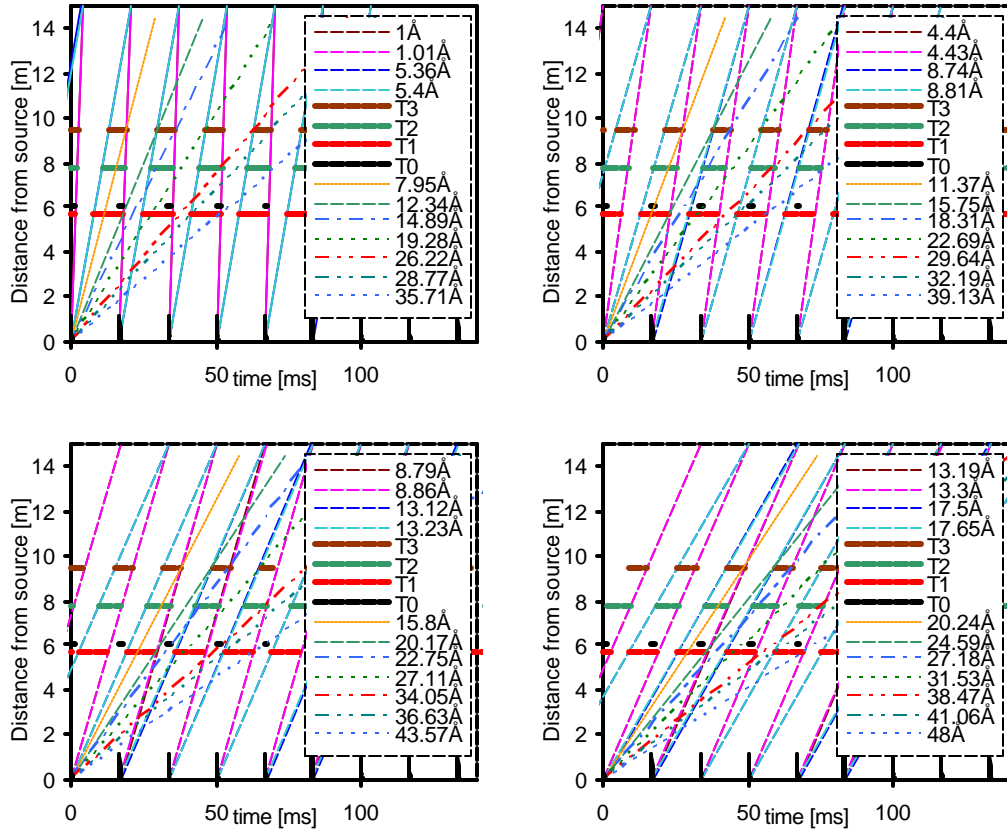 Distance from source [m]
14
12
10
8
6
4
2
0
0
50
100
time [ms]
1Å
1.01Å
5.36Å
5.4Å
T3
T2
T1
T0
7.95Å
12.34Å
14.89Å
19.28Å
26.22Å
28.77Å
35.71Å
Distance from source [m]
14
12
10
8
6
4
2
0
0
50
100
time [ms]
4.4Å
4.43Å
8.74Å
8.81Å
T3
T2
T1
T0
11.37Å
15.75Å
18.31Å
22.69Å
29.64Å
32.19Å
39.13Å
Distance from source [m]
14
12
10
8
6
4
2
0
0
50
100
time [ms]
8.79Å
8.86Å
13.12Å
13.23Å
T3
T2
T1
T0
15.8Å
20.17Å
22.75Å
27.11Å
34.05Å
36.63Å
43.57Å
Distance from source [m]
14
12
10
8
6
4
2
0
0
50
100
time [ms]
13.19Å
13.3Å
17.5Å
17.65Å
T3
T2
T1
T0
20.24Å
24.59Å
27.18Å
31.53Å
38.47Å
41.06Å
48Å